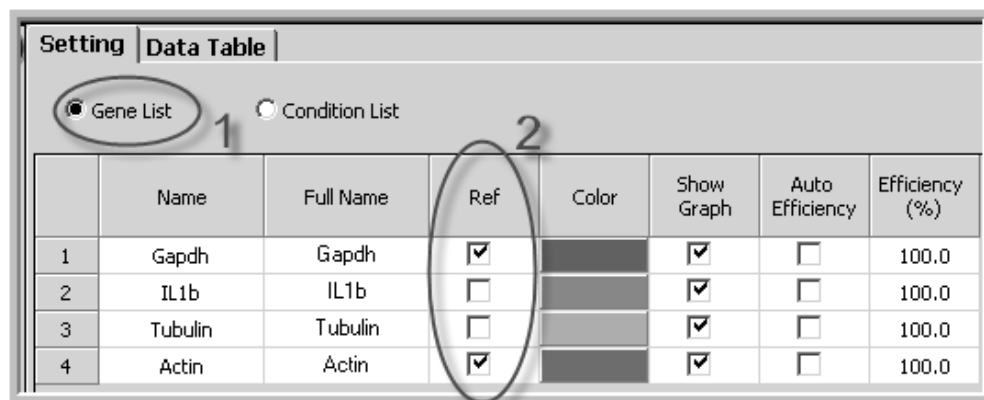 Setting Data Table
Gene List Condition List
1 2
Name Full Name Ref Color Show Graph Auto Efficiency Efficiency (%)
1 Gapdh Gapdh 100.0
2 IL1b IL1b 100.0
3 Tubulin Tubulin 100.0
4 Actin Actin 100.0